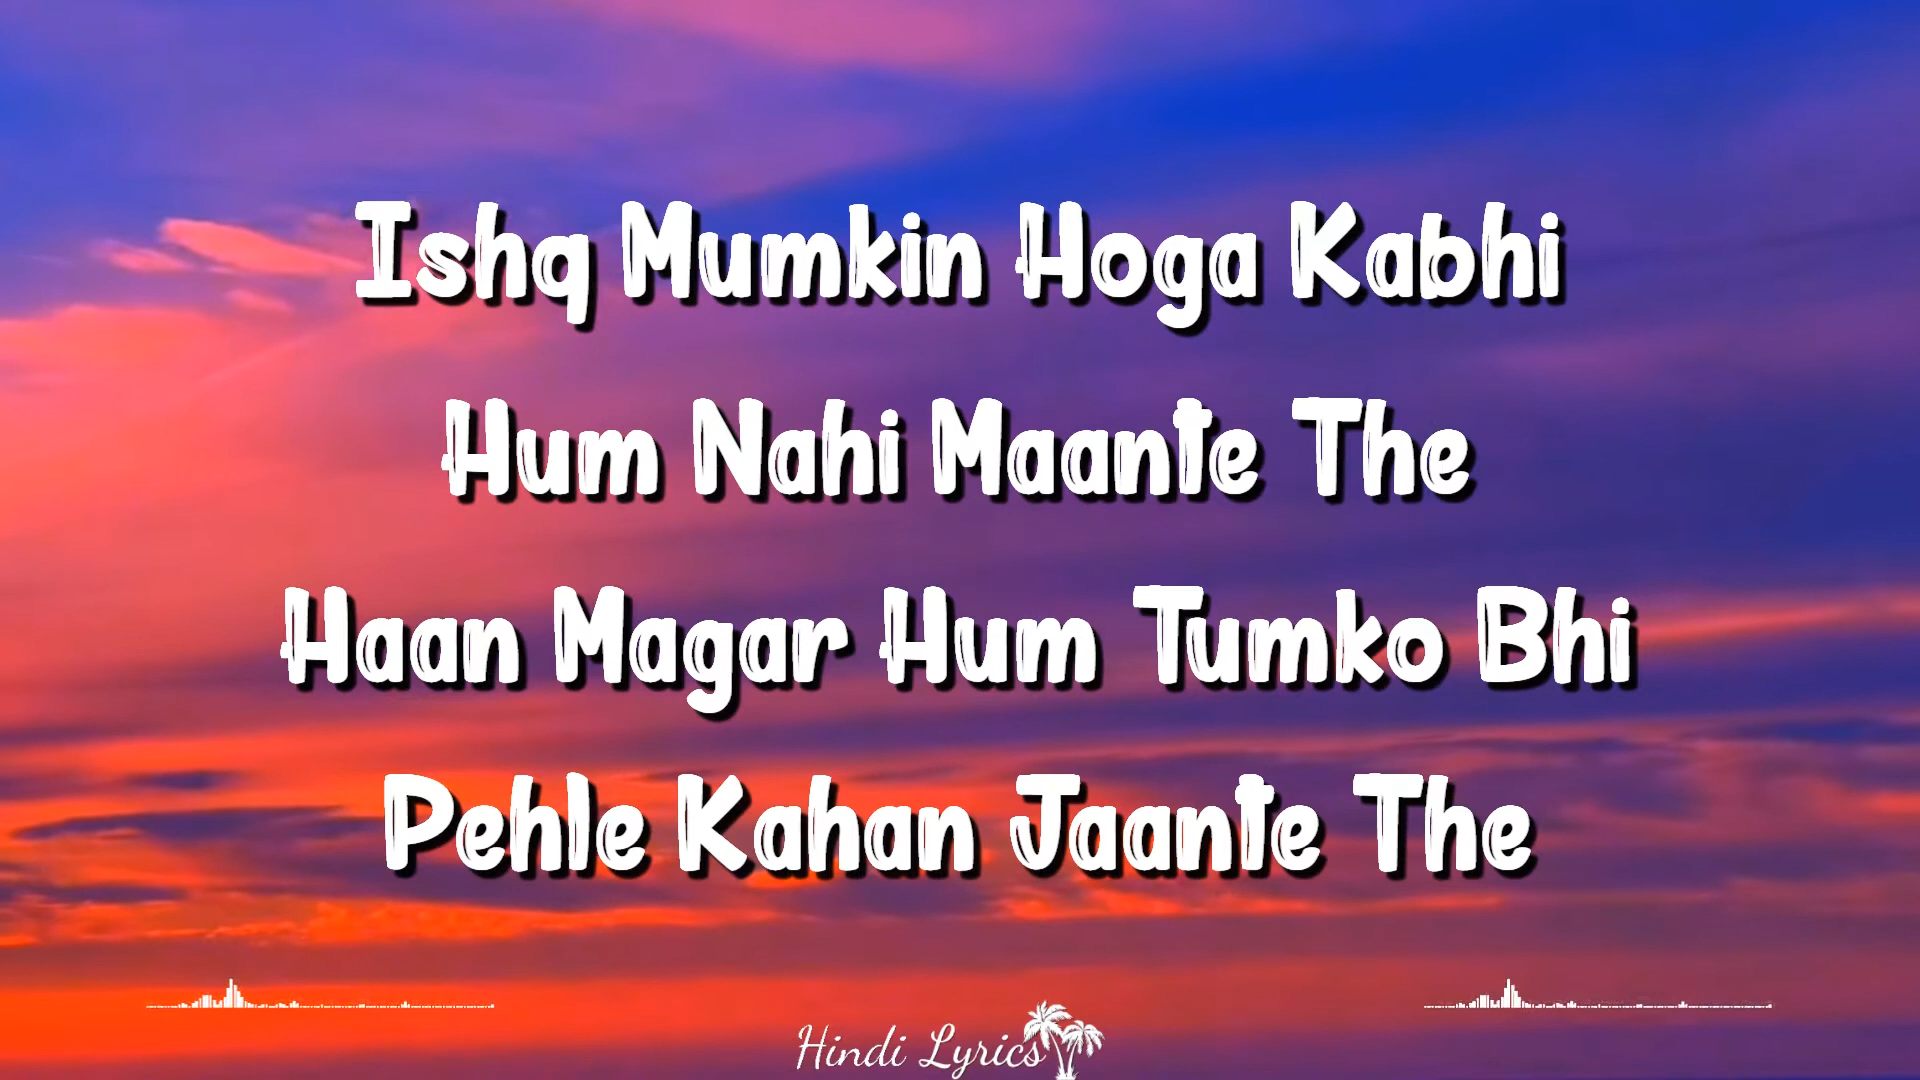 Ishq Mumkin Hoga Kabhi
Hum Nahi Maante The
Haan Magar Hum Tumko Bhi
Pehle Kahan Jaante The
Hindi Lyrics